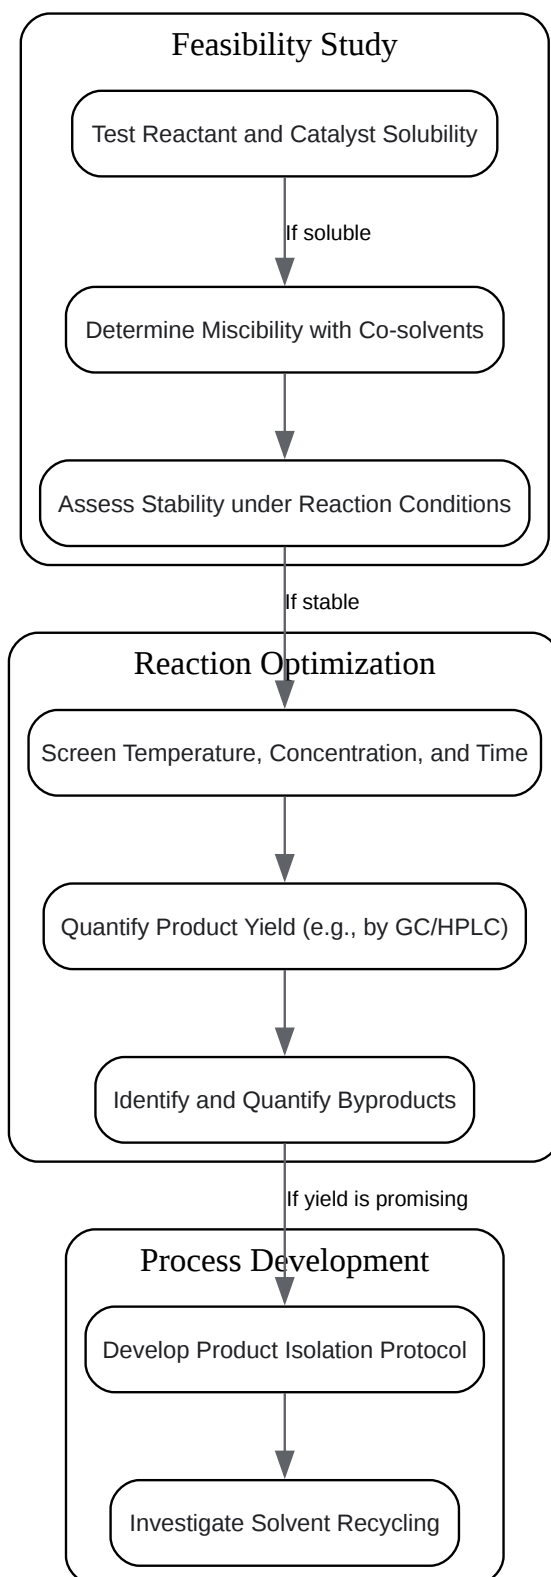 Feasibility Study
Test Reactant and Catalyst Solubility
If soluble
Determine Miscibility with Co-solvents
Assess Stability under Reaction Conditions
If stable
Reaction Optimization
Screen Temperature, Concentration, and Time
Quantify Product Yield (e.g., by GC/HPLC)
Identify and Quantify Byproducts
If yield is promising
Process Development
Develop Product Isolation Protocol
Investigate Solvent Recycling